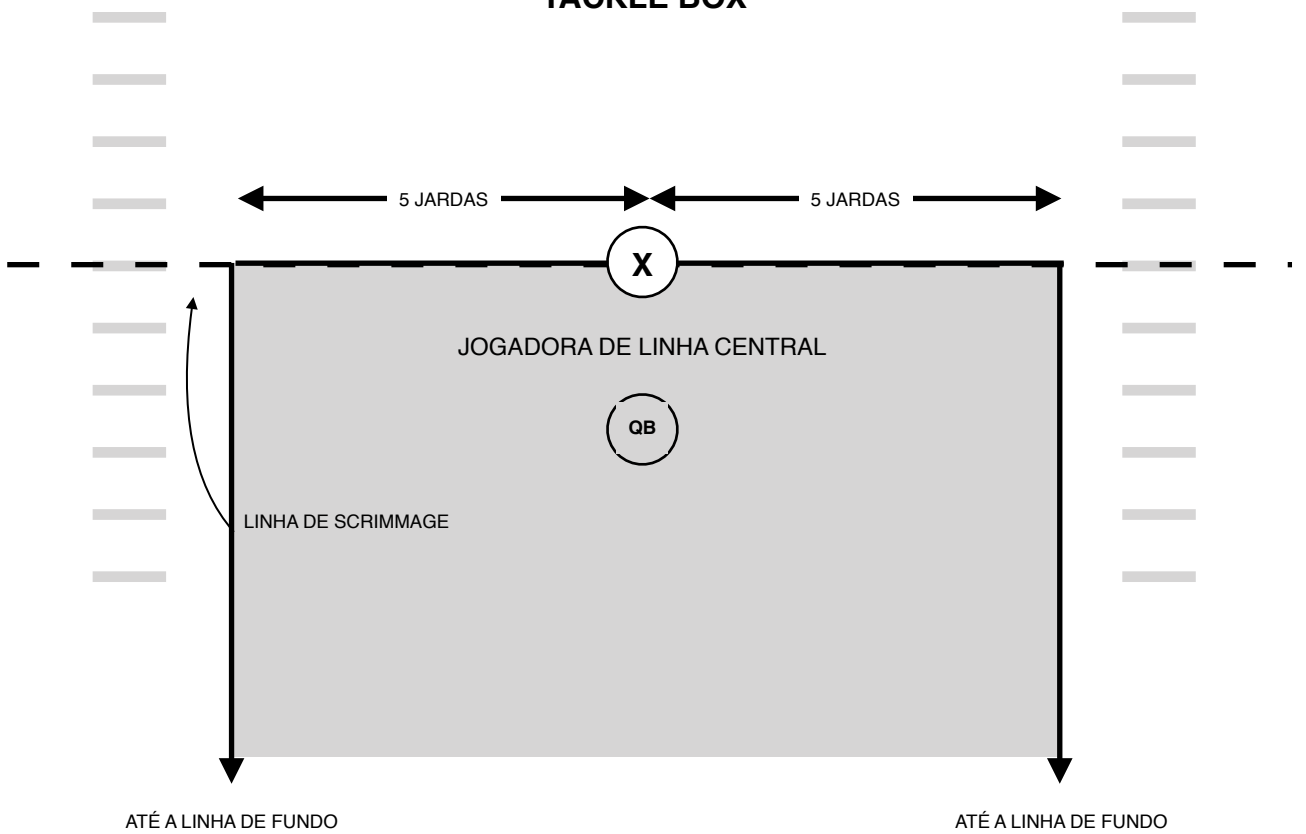 TACKLE BOX
5 JARDAS 5 JARDAS
X
JOGADORA DE LINHA CENTRAL
QB
LINHA DE SCRIMMAGE
ATÉ A LINHA DE FUNDO ATÉ A LINHA DE FUNDO